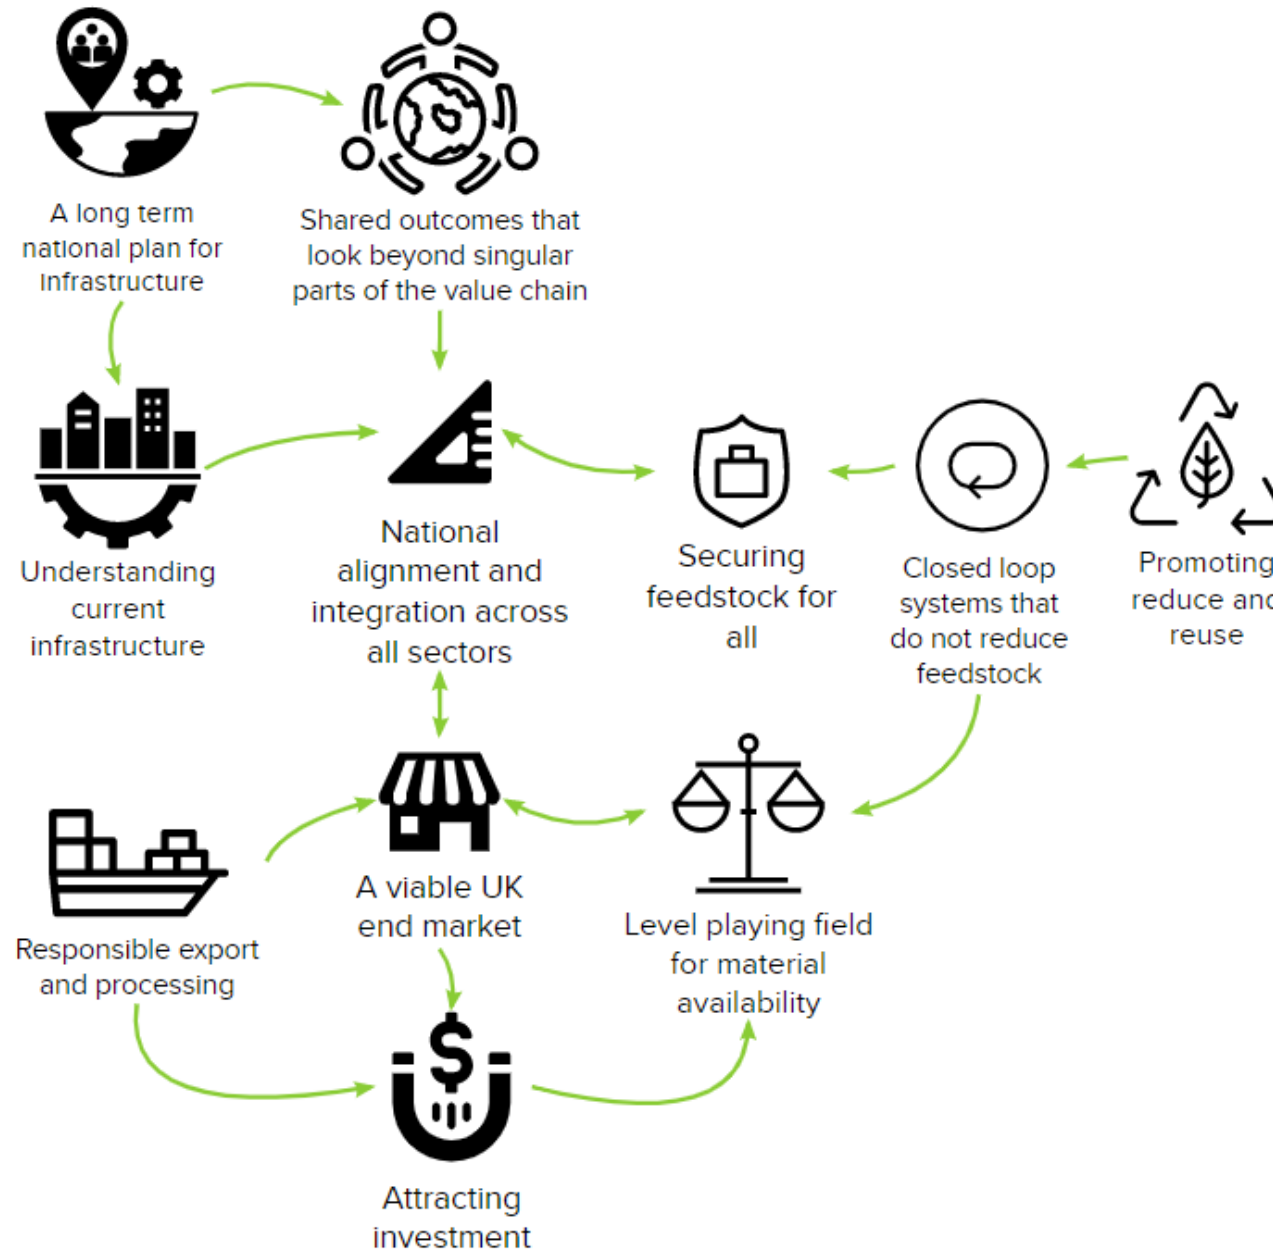 A long term
national plan for
infrastructure
Shared outcomes that
look beyond singular
parts of the value chain
Understanding
current
infrastructure
National
alignment and
integration across
all sectors
Securing
feedstock for
all
Closed loop
systems that
do not reduce
feedstock
Promoting
reduce and
reuse
Responsible export
and processing
A viable UK
end market
Level playing field
for material
availability
$
Attracting
investment